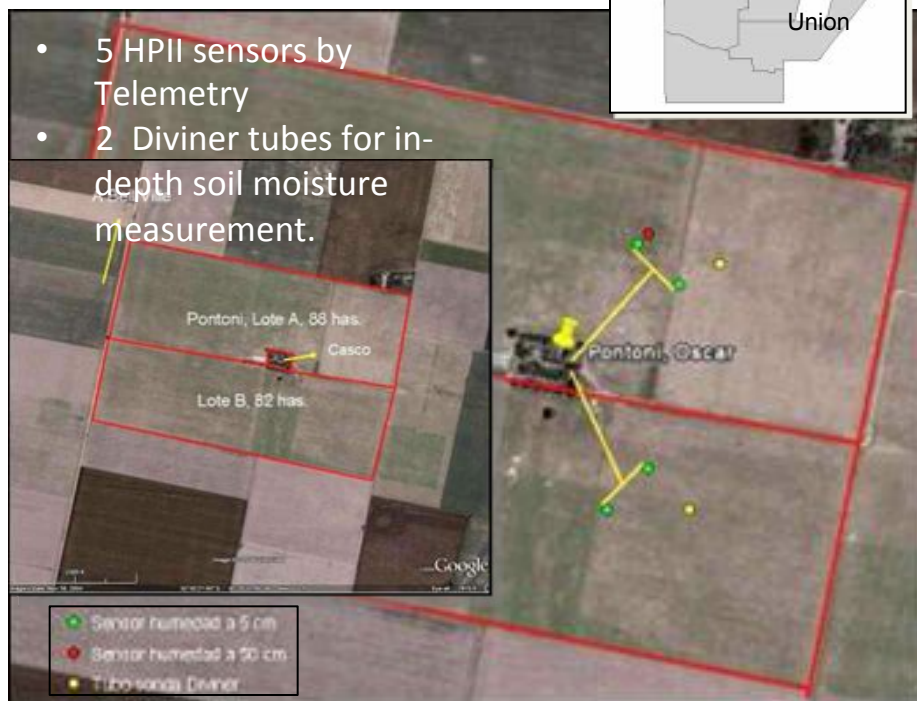 Union
• 5 HPII sensors by
Telemetry
• 2 Diviner tubes for in-
depth soil moisture
measurement.
Pontoni, Lote A, 88 has.
Casco
Lote B, 82 has.
Pontoni, Oscar
Google
Sensor humedad a 5 cm
Sensor humedad a 50 cm
Tubo sonda Diviner